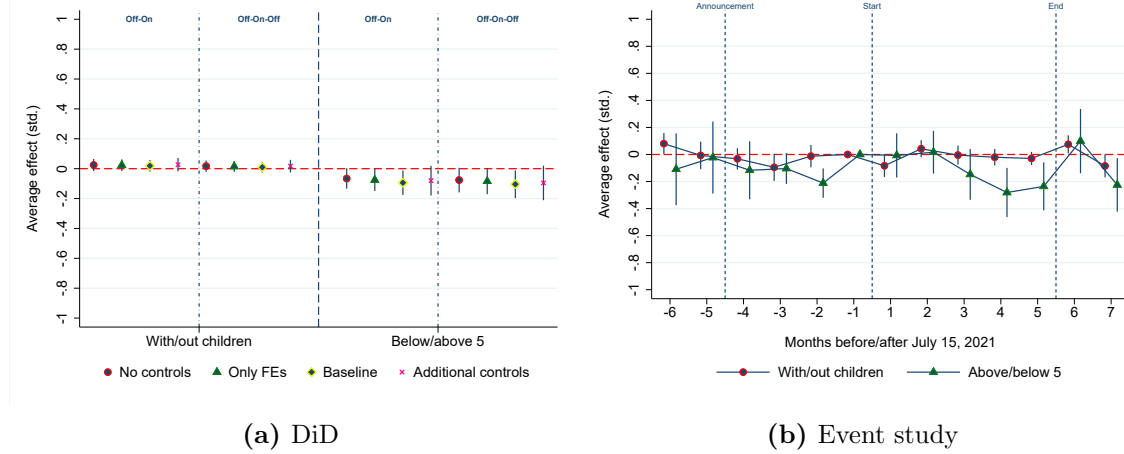 Off-On Off-On-Off Off-On Off-On-Off
Average effect (std.)
1
.8
.6
.4
.2
0
-.2
-.4
-.6
-.8
-1
With/out children Below/above 5
No controls Only FEs Baseline Additional controls
(a) DiD
Announcement Start End
Average effect (std.)
1
.8
.6
.4
.2
0
.2
.4
.6
.8
-1
-6 -5 -4 -3 -2 -1 1 2 3 4 5 6 7
Months before/after July 15, 2021
With/out children Above/below 5
(b) Event study